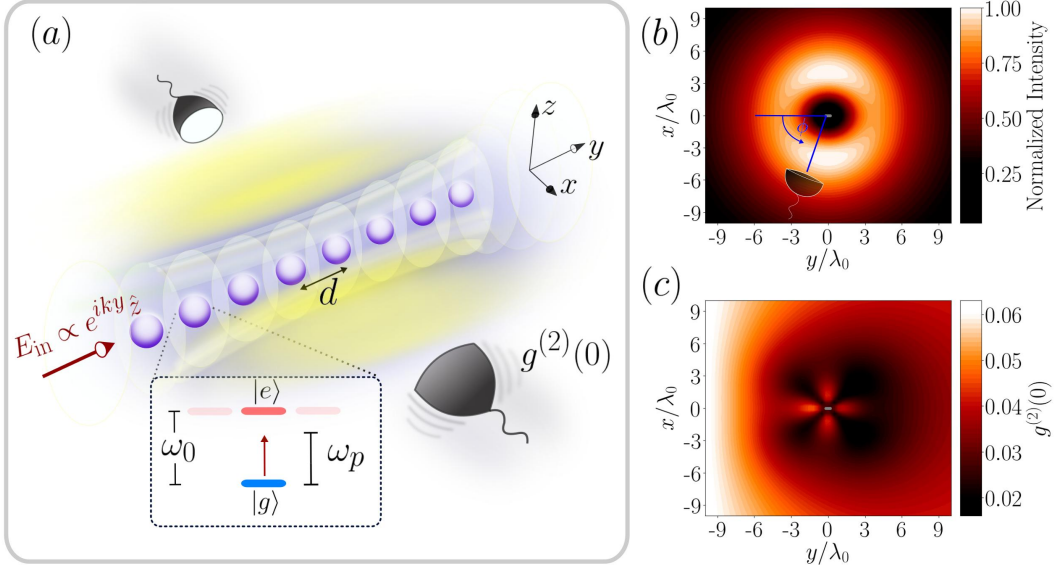 (a)
z
y
x
d
E_in ∝ e^{iky} ẑ
g^{(2)}(0)
|e⟩
ω_0
ω_p
|g⟩
(b)
9
6
3
0
-3
-6
-9
x/λ_0
ϕ
-9 -6 -3 0 3 6 9
y/λ_0
1.00
0.75
0.50
0.25
Normalized Intensity
(c)
9
6
3
0
-3
-6
-9
x/λ_0
-9 -6 -3 0 3 6 9
y/λ_0
0.06
0.05
0.04
0.03
0.02
g^{(2)}(0)